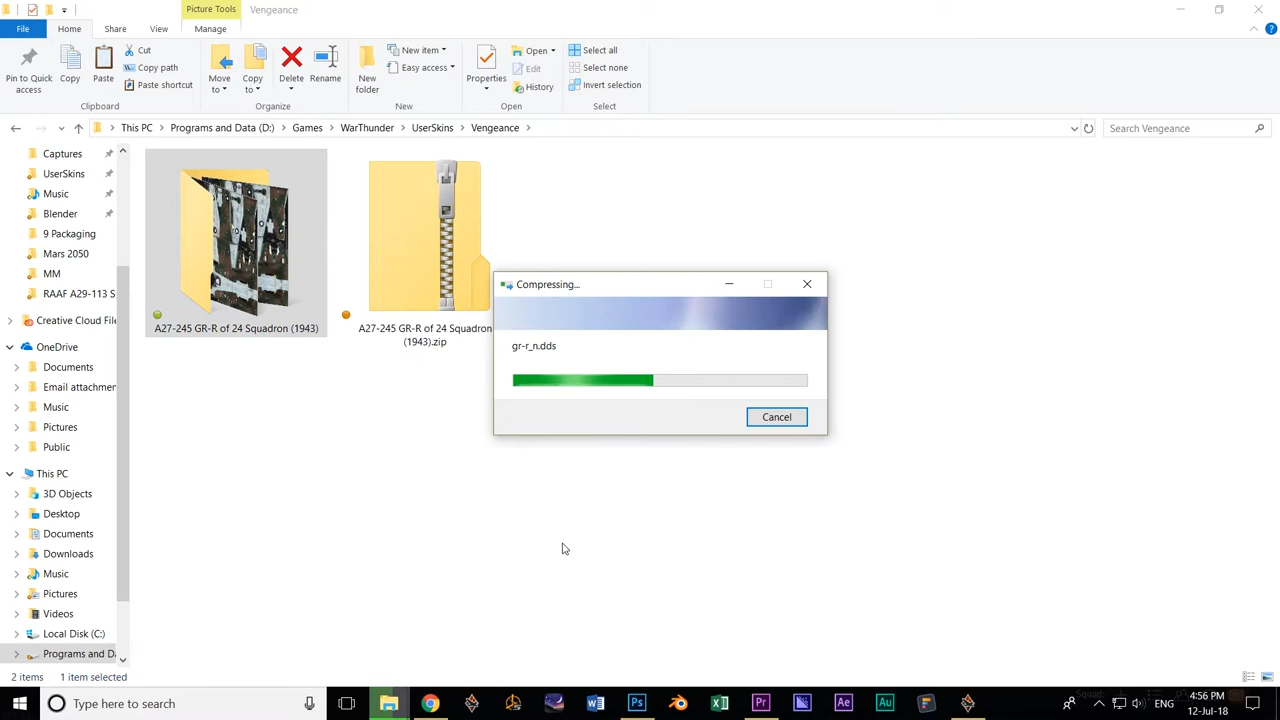 Picture Tools
Vengeance
File
Home
Share
View
Manage
Pin to Quick
access
Copy
Paste
Cut
Copy path
Paste shortcut
Clipboard
Move
to
Copy
to
Delete
Rename
Organize
New
folder
New item
Easy access
New
Properties
Open
Edit
History
Open
Select all
Select none
Invert selection
Select
This PC
Programs and Data (D:)
Games
WarThunder
UserSkins
Vengeance
Search Vengeance
Captures
UserSkins
Music
Blender
9 Packaging
Mars 2050
MM
RAAF A29-113 S
Creative Cloud File
OneDrive
Documents
Email attachmen
Music
Pictures
Public
This PC
3D Objects
Desktop
Documents
Downloads
Music
Pictures
Videos
Local Disk (C:)
Programs and Da
A27-245 GR-R of 24 Squadron (1943)
A27-245 GR-R of 24 Squadron
(1943).zip
Compressing...
gr-r_n.dds
Cancel
2 items
1 item selected
Type here to search
Ps
Pr
Ae
Au
Squad:
ENG
4:56 PM
12-Jul-18